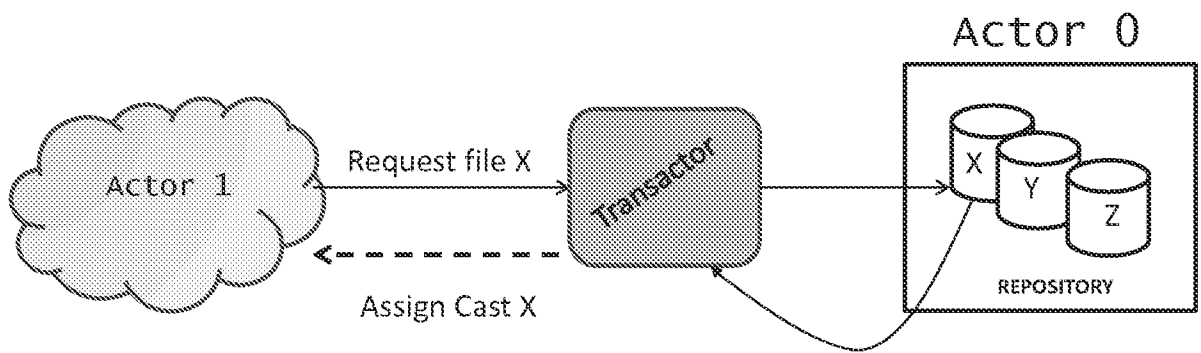 Actor 0
Request file X
Actor 1
Transactor
X
Y
Z
Assign Cast X
REPOSITORY